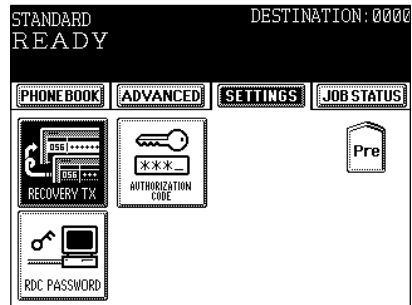 STANDARD DESTINATION:0000
READY
PHONE BOOK ADVANCED SETTINGS JOB STATUS
056 ••••••
056 •••
RECOVERY TX
***_
AUTHORIZATION
CODE
Pre
RDC PASSWORD